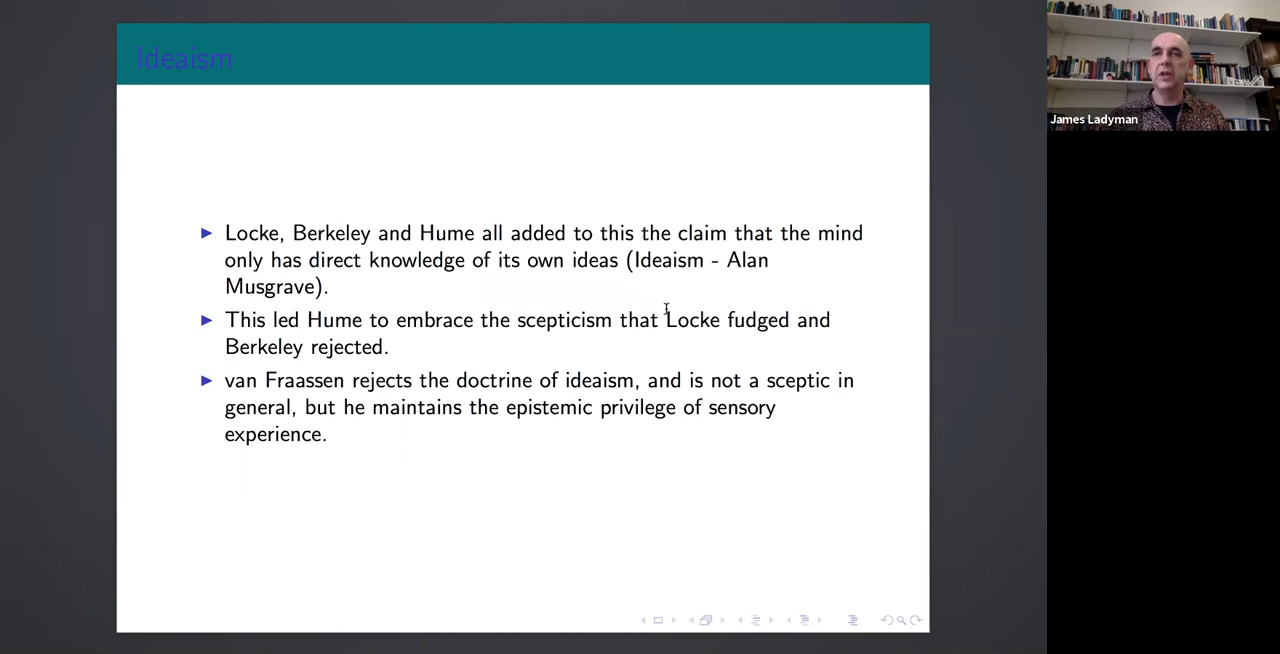 Ideaism
Locke, Berkeley and Hume all added to this the claim that the mind
only has direct knowledge of its own ideas (Ideaism - Alan
Musgrave).
This led Hume to embrace the scepticism that Locke fudged and
Berkeley rejected.
van Fraassen rejects the doctrine of ideaism, and is not a sceptic in
general, but he maintains the epistemic privilege of sensory
experience.
James Ladyman